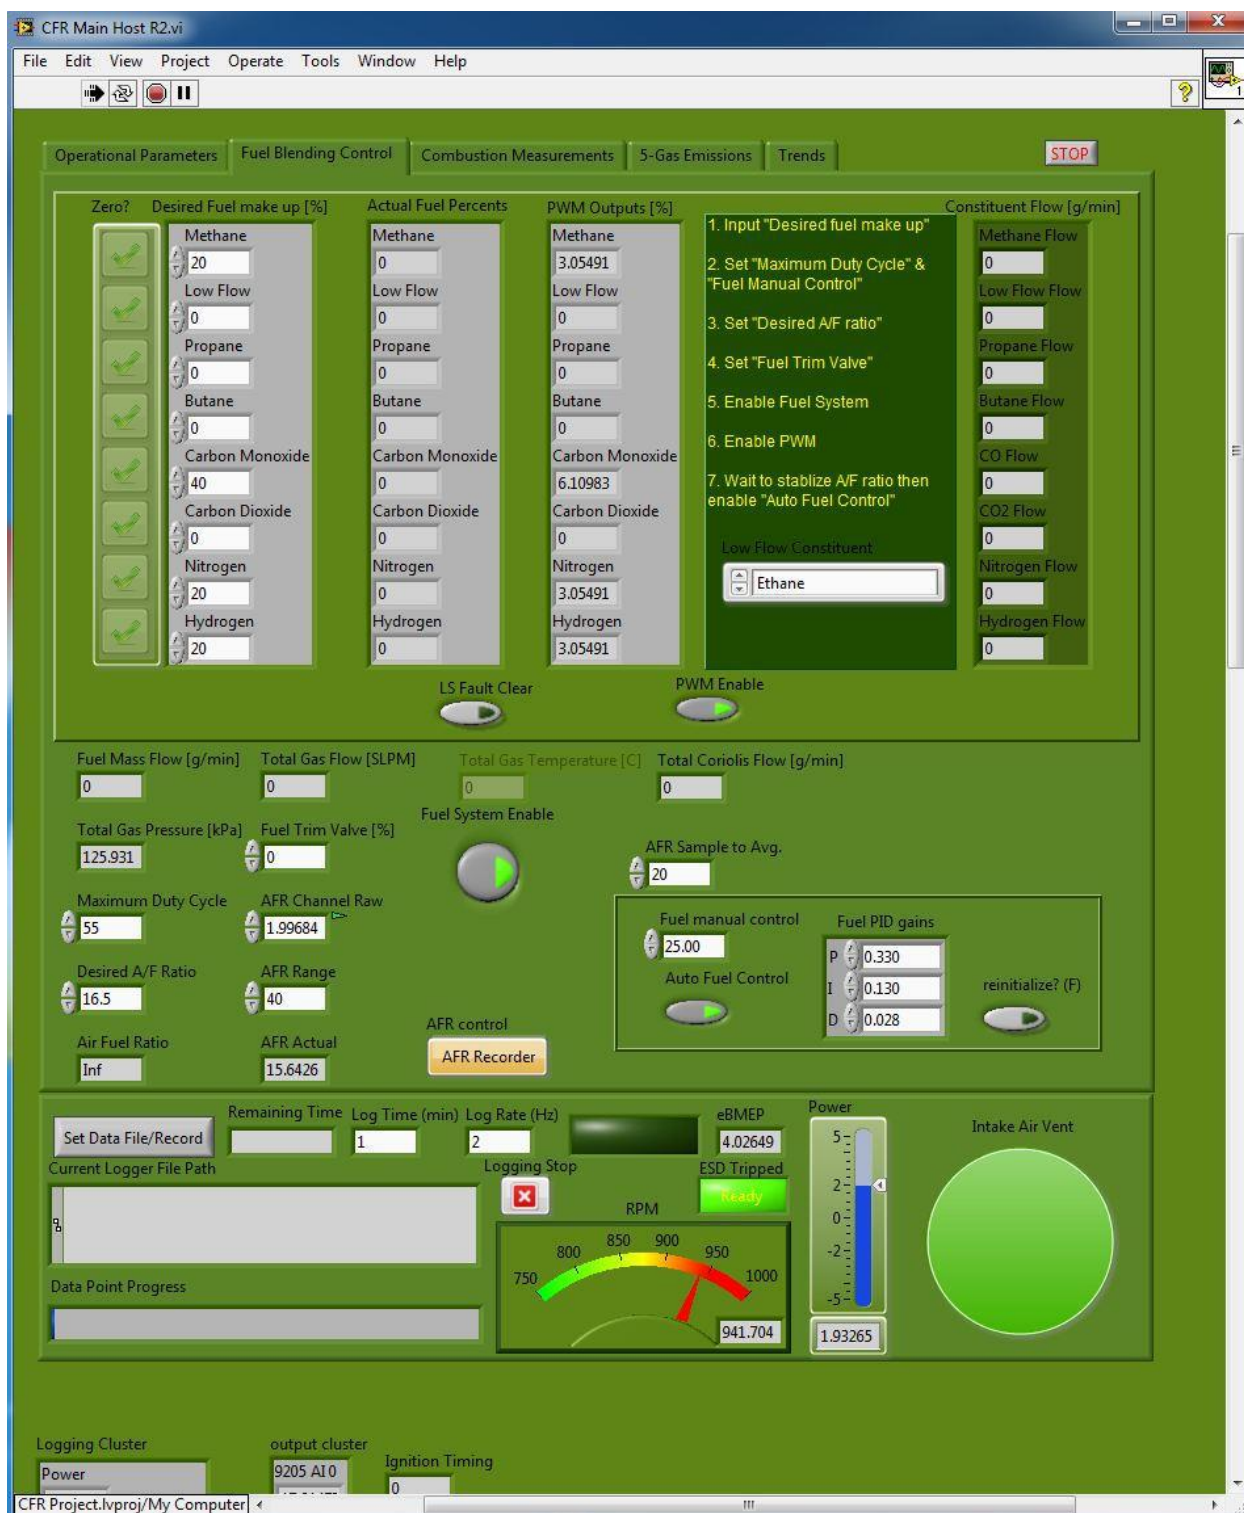 CFR Main Host R2.vi
File Edit View Project Operate Tools Window Help
1
Operational Parameters Fuel Blending Control Combustion Measurements 5-Gas Emissions Trends STOP
Zero? Desired Fuel make up [%] Actual Fuel Percents PWM Outputs [%] Constituent Flow [g/min]
Methane Methane Methane Methane Flow
20 0 3.05491 0
Low Flow Low Flow Low Flow Low Flow Flow
0 0 0 0
Propane Propane Propane Propane Flow
0 0 0 0
Butane Butane Butane Butane Flow
0 0 0 0
Carbon Monoxide Carbon Monoxide Carbon Monoxide CO Flow
40 0 6.10983 0
Carbon Dioxide Carbon Dioxide Carbon Dioxide CO2 Flow
0 0 0 0
Nitrogen Nitrogen Nitrogen Nitrogen Flow
20 0 3.05491 0
Hydrogen Hydrogen Hydrogen Hydrogen Flow
20 0 3.05491 0
1. Input "Desired fuel make up"
2. Set "Maximum Duty Cycle" &
"Fuel Manual Control"
3. Set "Desired A/F ratio"
4. Set "Fuel Trim Valve"
5. Enable Fuel System
6. Enable PWM
7. Wait to stablize A/F ratio then
enable "Auto Fuel Control"
Low Flow Constituent
Ethane
LS Fault Clear PWM Enable
Fuel Mass Flow [g/min] Total Gas Flow [SLPM] Total Gas Temperature [C] Total Coriolis Flow [g/min]
0 0 0 0
Fuel System Enable
Total Gas Pressure [kPa] Fuel Trim Valve [%]
125.931 0
AFR Sample to Avg.
20
Maximum Duty Cycle AFR Channel Raw
55 1.99684
Fuel manual control Fuel PID gains
25.00 P 0.330
Auto Fuel Control I 0.130 reinitialize? (F)
D 0.028
Desired A/F Ratio AFR Range
16.5 40
AFR control
AFR Recorder
Air Fuel Ratio AFR Actual
Inf 15.6426
Set Data File/Record Remaining Time Log Time (min) Log Rate (Hz) eBMEP Power Intake Air Vent
1 2 4.02649
Current Logger File Path Logging Stop ESD Tripped
Ready
RPM
750 800 850 900 950 1000
941.704
5
2
0
-2
-5
1.93265
Data Point Progress
Logging Cluster output cluster Ignition Timing
Power 9205 AI 0 0
CFR Project.lvproj/My Computer